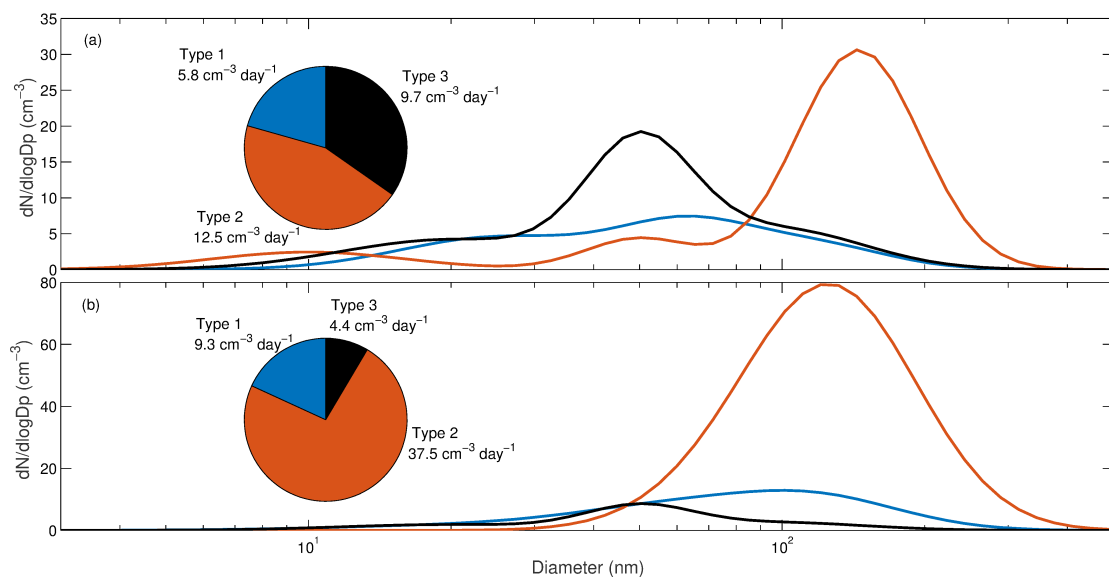 35
30
25
20
15
10
5
0
dN/dlogDp (cm⁻³)
(a)
Type 1
5.8 cm⁻³ day⁻¹
Type 3
9.7 cm⁻³ day⁻¹
Type 2
12.5 cm⁻³ day⁻¹
80
60
40
20
0
dN/dlogDp (cm⁻³)
(b)
Type 3
4.4 cm⁻³ day⁻¹
Type 1
9.3 cm⁻³ day⁻¹
Type 2
37.5 cm⁻³ day⁻¹
10¹
10²
Diameter (nm)